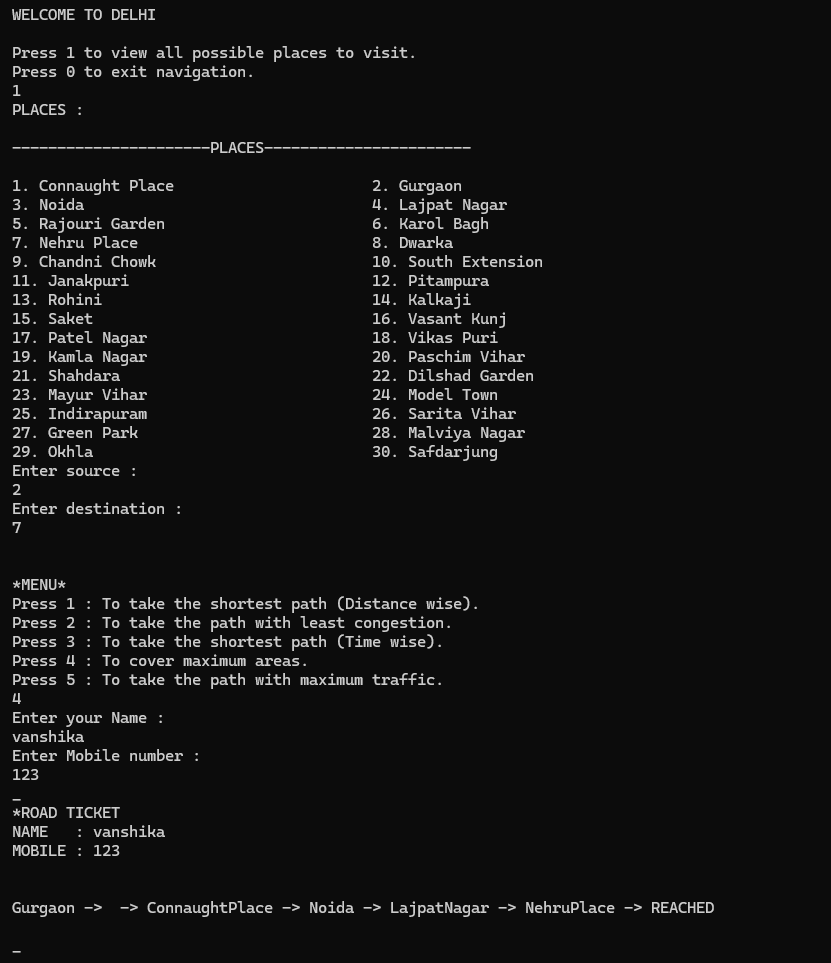 WELCOME TO DELHI
Press 1 to view all possible places to visit.
Press 0 to exit navigation.
1
PLACES :
----------------------PLACES-----------------------
1. Connaught Place                      2. Gurgaon
3. Noida                                4. Lajpat Nagar
5. Rajouri Garden                       6. Karol Bagh
7. Nehru Place                          8. Dwarka
9. Chandni Chowk                        10. South Extension
11. Janakpuri                           12. Pitampura
13. Rohini                              14. Kalkaji
15. Saket                               16. Vasant Kunj
17. Patel Nagar                         18. Vikas Puri
19. Kamla Nagar                         20. Paschim Vihar
21. Shahdara                            22. Dilshad Garden
23. Mayur Vihar                         24. Model Town
25. Indirapuram                         26. Sarita Vihar
27. Green Park                          28. Malviya Nagar
29. Okhla                               30. Safdarjung
Enter source :
2
Enter destination :
7
*MENU*
Press 1 : To take the shortest path (Distance wise).
Press 2 : To take the path with least congestion.
Press 3 : To take the shortest path (Time wise).
Press 4 : To cover maximum areas.
Press 5 : To take the path with maximum traffic.
4
Enter your Name :
vanshika
Enter Mobile number :
123
_
*ROAD TICKET
NAME   : vanshika
MOBILE : 123
Gurgaon ->  -> ConnaughtPlace -> Noida -> LajpatNagar -> NehruPlace -> REACHED
_